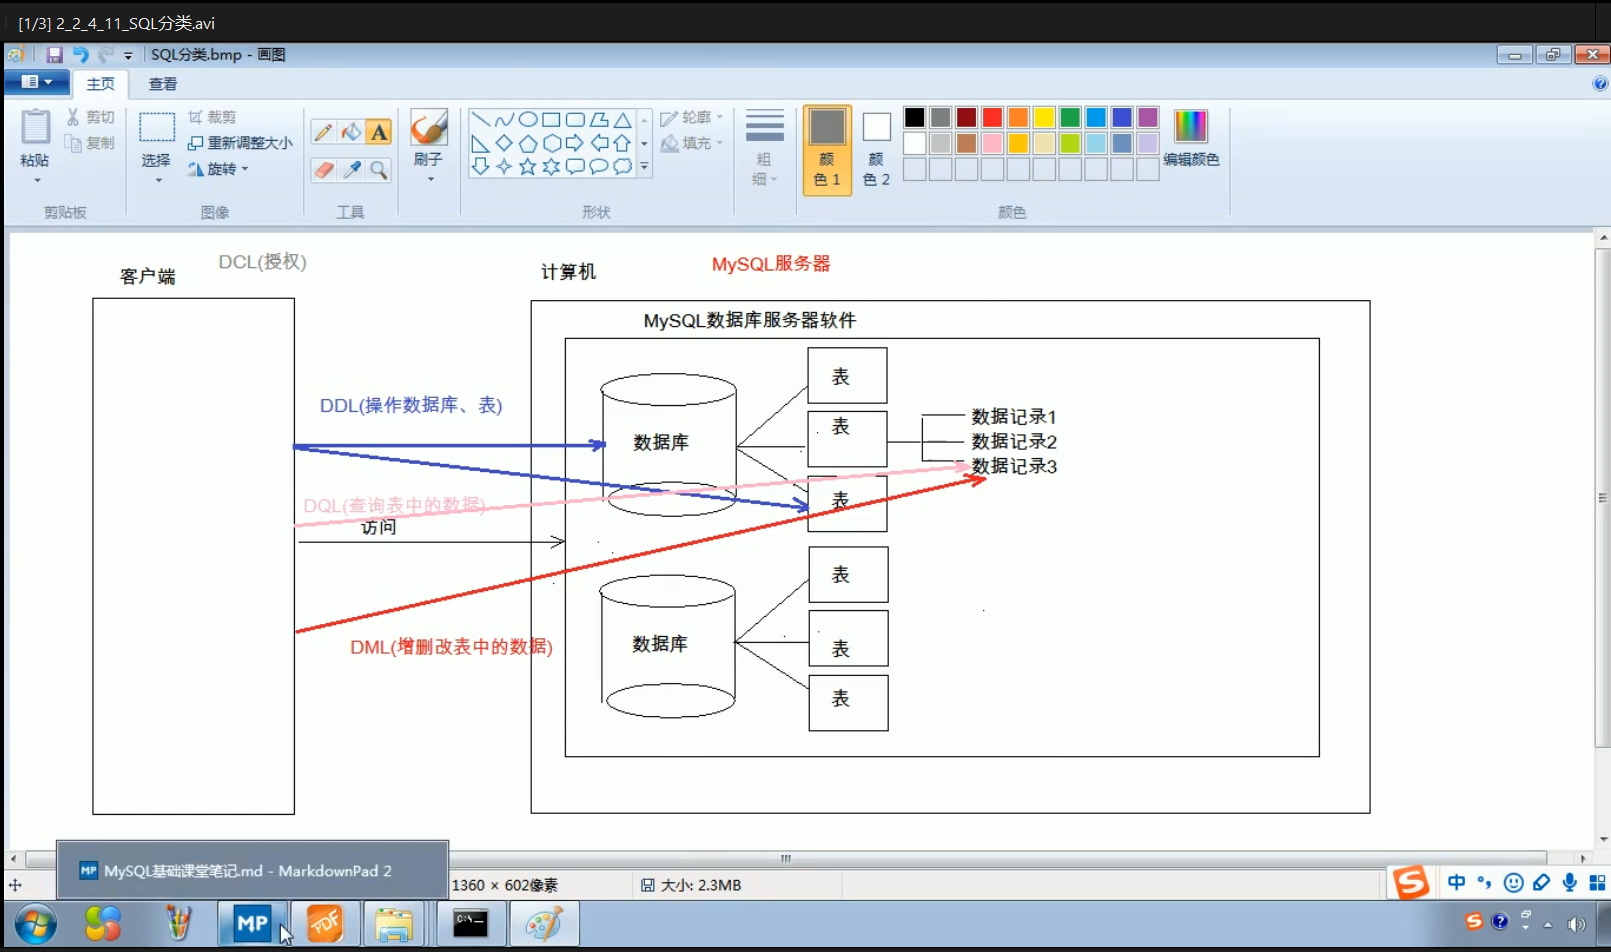 [1/3] 2_2_4_11_SQL分类.avi
SQL分类.bmp - 画图
主页 查看
粘贴
剪切
复制
剪贴板
选择
裁剪
重新调整大小
旋转
图像
A
工具
刷子
轮廓
填充
形状
粗
细
颜
色 1
颜
色 2
编辑颜色
颜色
客户端
DCL(授权)
计算机
MySQL服务器
MySQL数据库服务器软件
表
DDL(操作数据库、表)
数据库
表
数据记录1
数据记录2
数据记录3
DQL(查询表中的数据)
表
访问
表
DML(增删改表中的数据)
数据库
表
表
MySQL基础课堂笔记.md - MarkdownPad 2
1360 × 602像素
大小: 2.3MB
中
MP
PDF
C:\